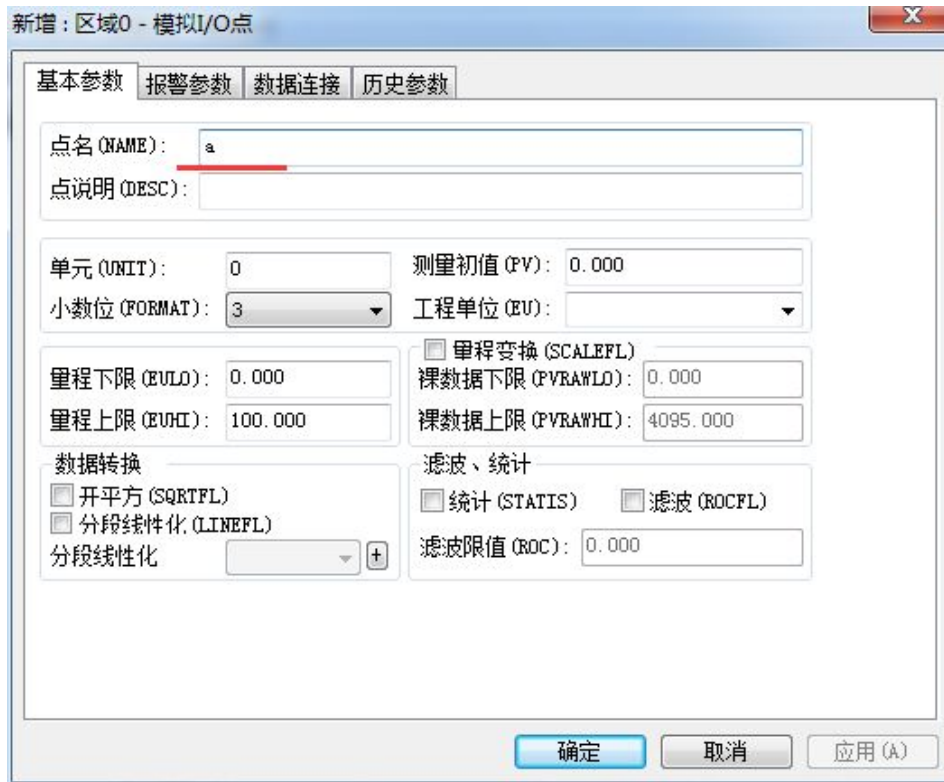 新增：区域0 - 模拟I/O点
基本参数 报警参数 数据连接 历史参数
点名(NAME): a
点说明(DESC):
单元(UNIT): 0 测量初值(PV): 0.000
小数位(FORMAT): 3 工程单位(EU):
量程变换(SCALEFL)
量程下限(EULO): 0.000 裸数据下限(PVRAWLO): 0.000
量程上限(EUHI): 100.000 裸数据上限(PVRAWHI): 4095.000
数据转换 滤波、统计
开平方(SQRTFL) 统计(STATIS) 滤波(ROCFL)
分段线性化(LINEFL)
分段线性化 + 滤波限值(ROC): 0.000
确定 取消 应用(A)